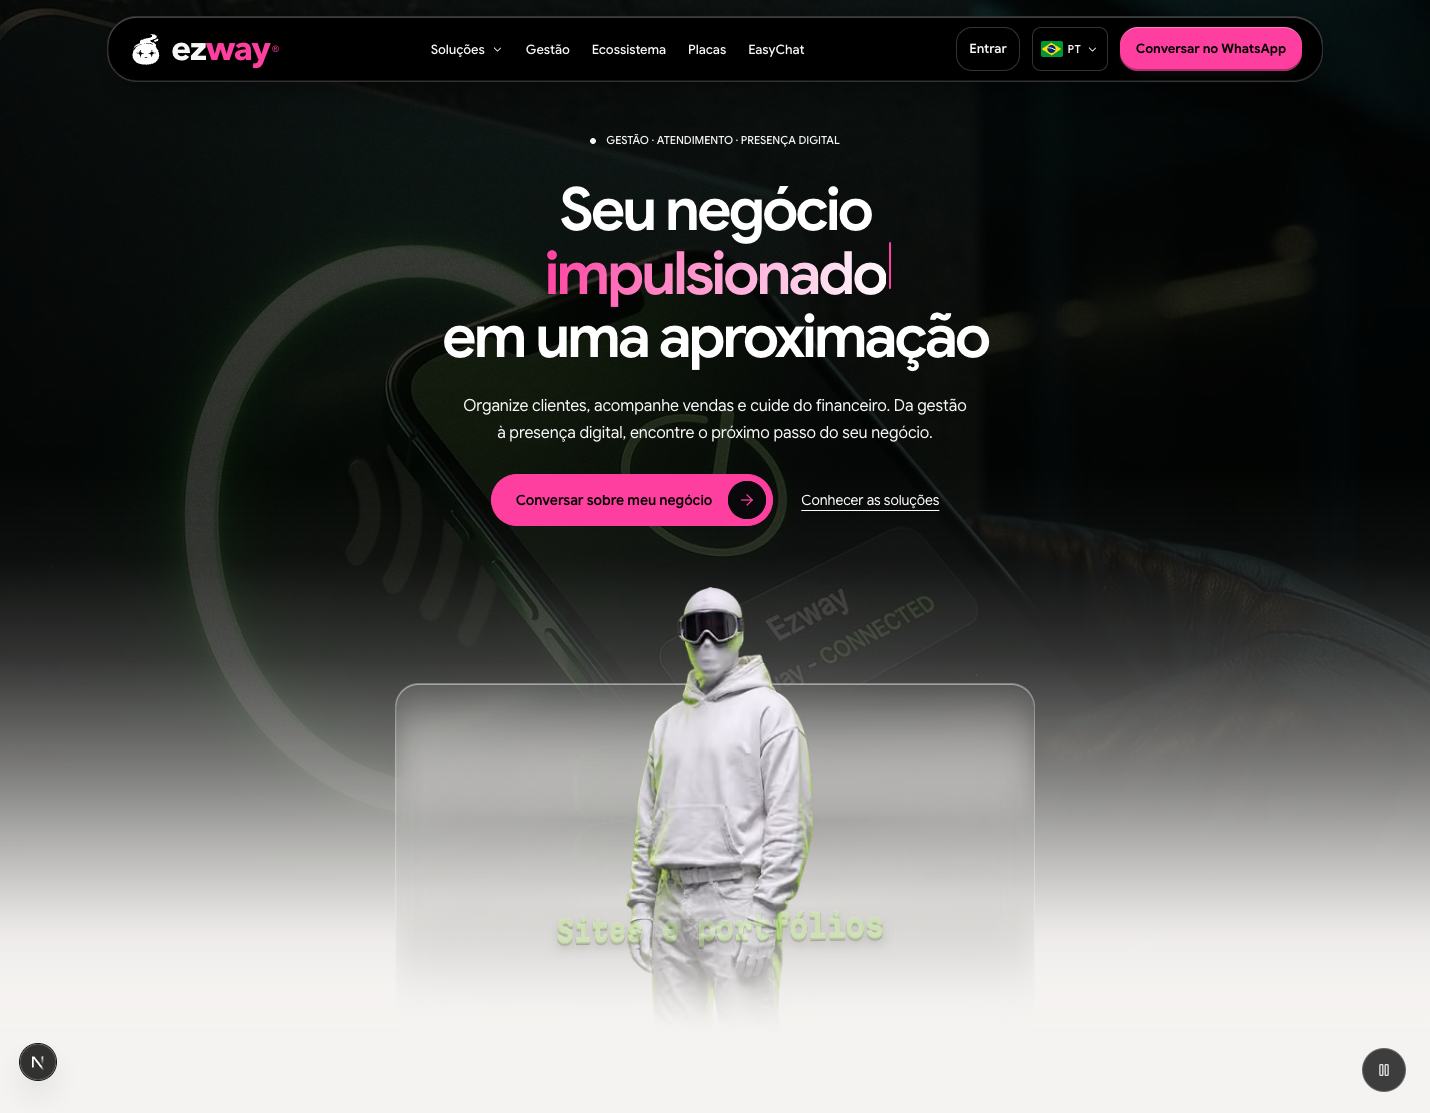 ezway®
Soluções
Gestão
Ecossistema
Placas
EasyChat
Entrar
PT
Conversar no WhatsApp
GESTÃO · ATENDIMENTO · PRESENÇA DIGITAL
Seu negócio
impulsionado
em uma aproximação
Organize clientes, acompanhe vendas e cuide do financeiro. Da gestão
à presença digital, encontre o próximo passo do seu negócio.
Conversar sobre meu negócio
Conhecer as soluções
Ezway
way - CONNECTED
Sites e portfólios
N